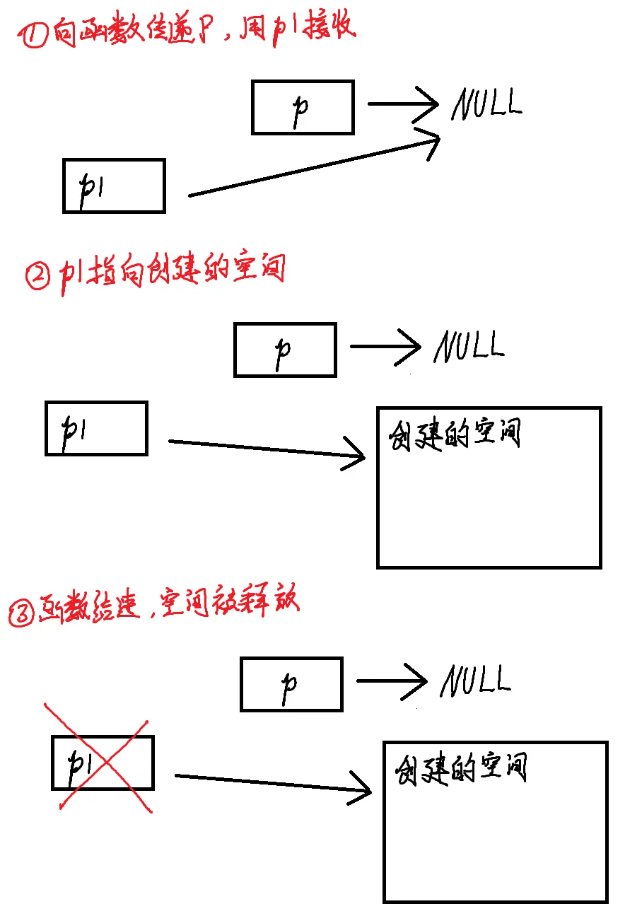 ①向函数传递p,用p1接收
p
NULL
p1
②p1指向创建的空间
p
NULL
p1
创建的空间
③函数结束,空间被释放
p
NULL
p1
创建的空间